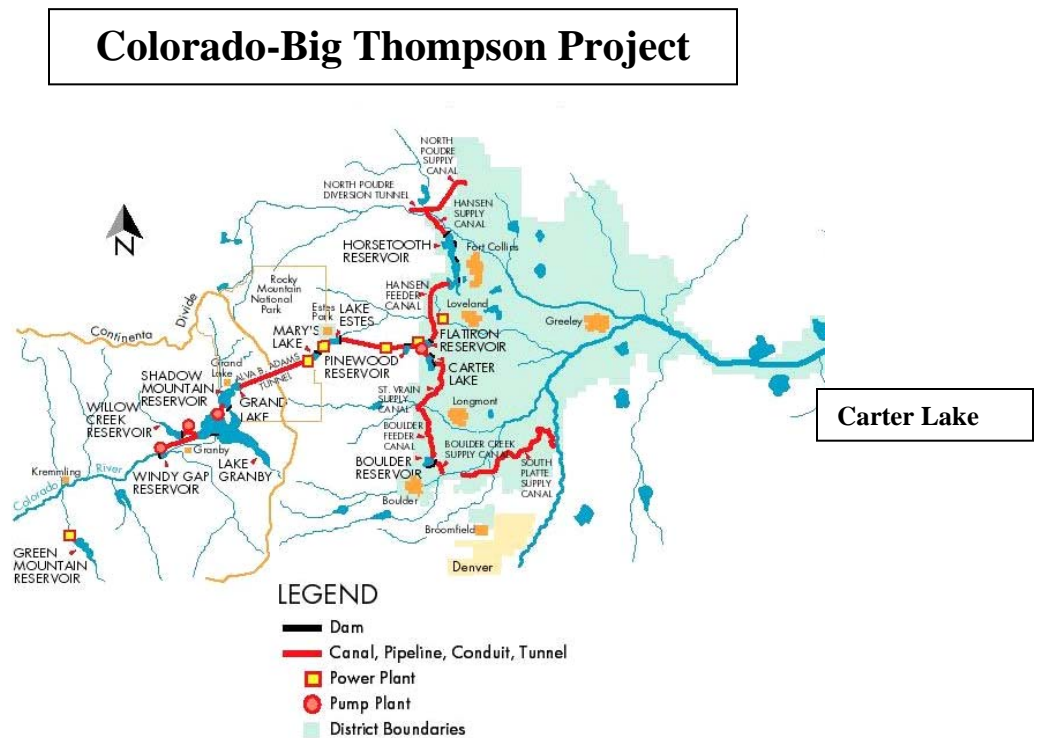 Colorado-Big Thompson Project
NORTH
POUDRE
SUPPLY
CANAL
NORTH POUDRE
DIVERSION TUNNEL
HANSEN
SUPPLY
CANAL
N
HORSETOOTH
RESERVOIR
Fort Collins
Rocky
Mountain
National
Park
HANSEN
FEEDER
CANAL
Continenta
Divide
Estes
Park
LAKE
ESTES
Loveland
Greeley
MARY'S
LAKE
FLATIRON
RESERVOIR
PINEWOOD
RESERVOIR
Grand
Lake
ALVA B. ADAMS
TUNNEL
CARTER
LAKE
SHADOW
MOUNTAIN
RESERVOIR
GRAND
LAKE
ST. VRAIN
SUPPLY
CANAL
Longmont
WILLOW
CREEK
RESERVOIR
Carter Lake
BOULDER
FEEDER
CANAL
BOULDER CREEK
SUPPLY CANAL
Granby
BOULDER
RESERVOIR
SOUTH
PLATTE
SUPPLY
CANAL
Kremmling
Colorado River
WINDY GAP
RESERVOIR
LAKE
GRANBY
Boulder
Broomfield
GREEN
MOUNTAIN
RESERVOIR
Denver
LEGEND
Dam
Canal, Pipeline, Conduit, Tunnel
Power Plant
Pump Plant
District Boundaries